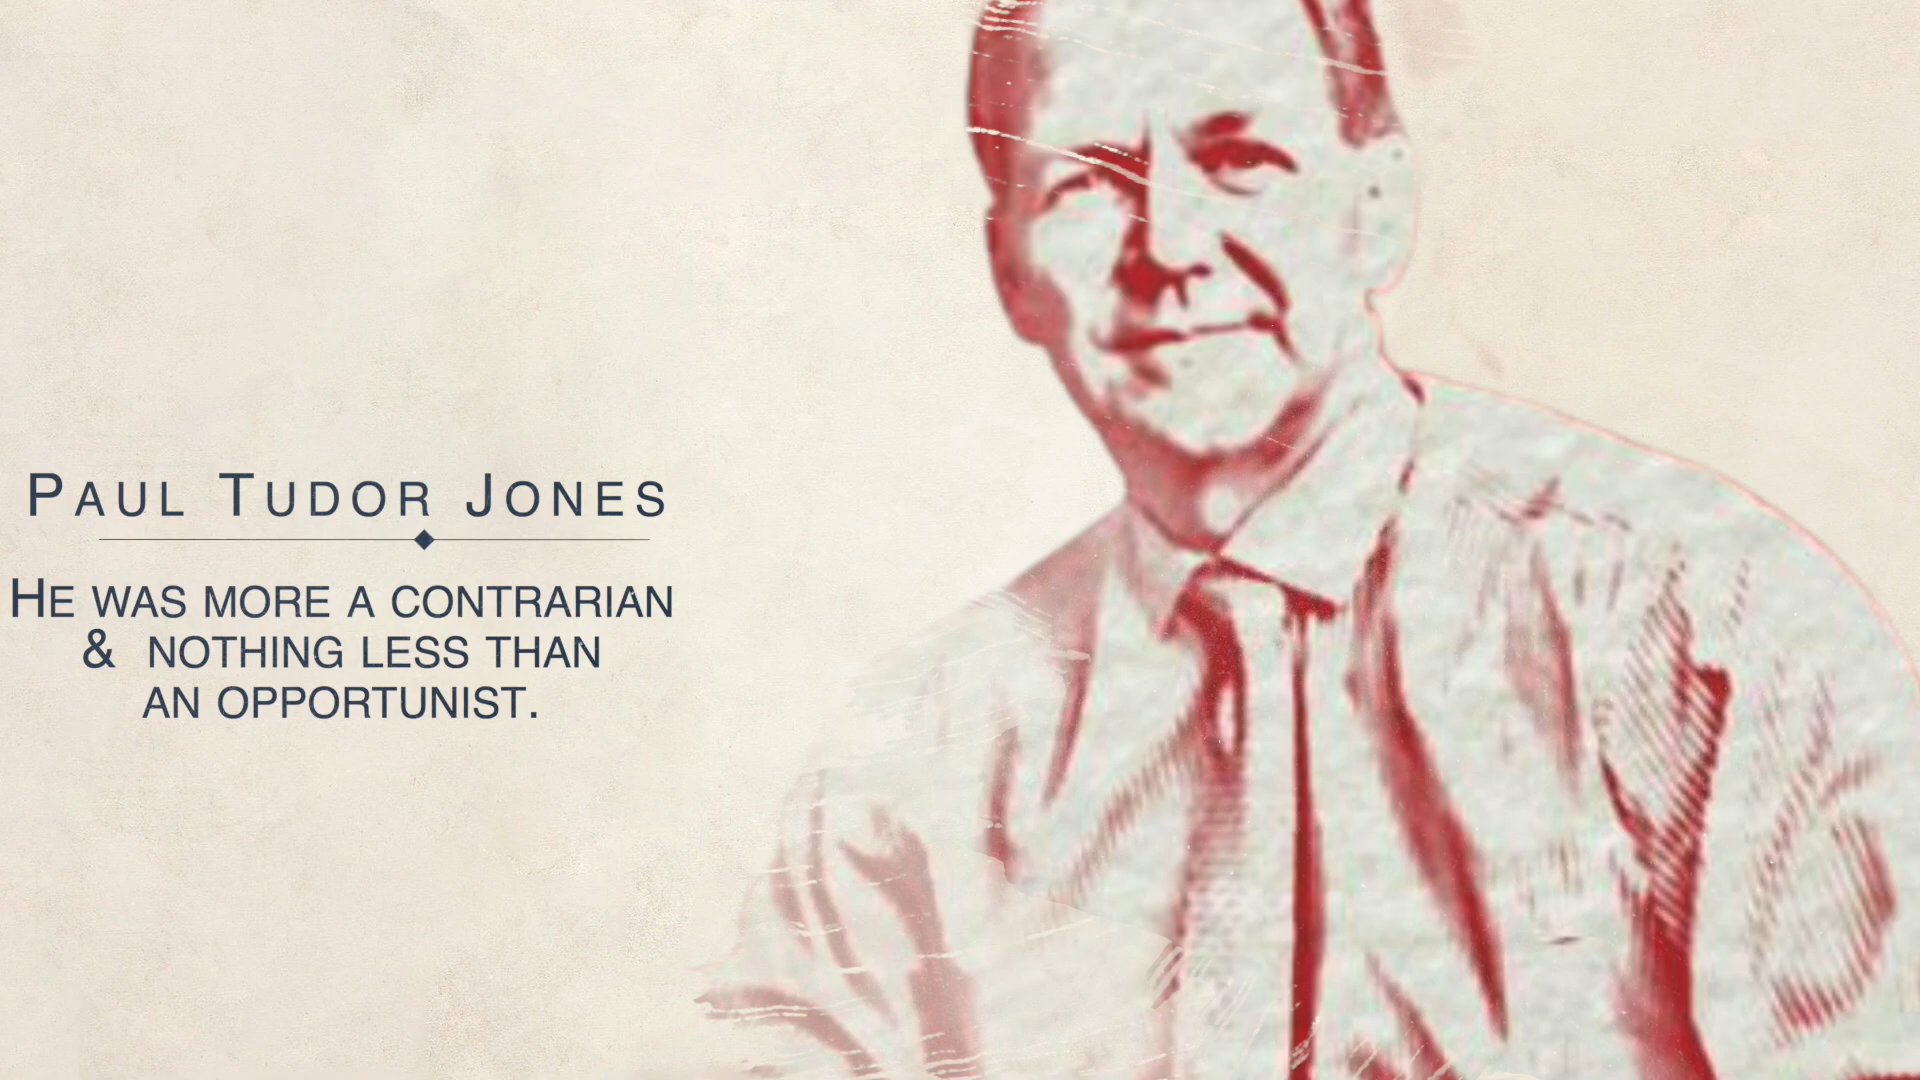 Paul Tudor Jones
He was more a contrarian
& nothing less than
an opportunist.